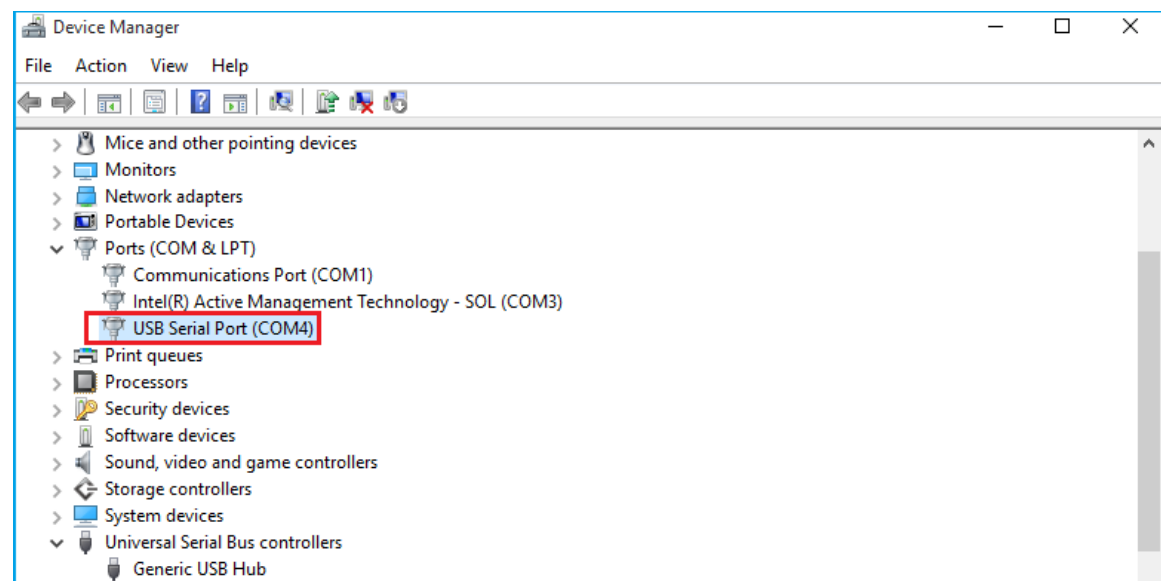 Device Manager
File Action View Help
Mice and other pointing devices
Monitors
Network adapters
Portable Devices
Ports (COM & LPT)
Communications Port (COM1)
Intel(R) Active Management Technology - SOL (COM3)
USB Serial Port (COM4)
Print queues
Processors
Security devices
Software devices
Sound, video and game controllers
Storage controllers
System devices
Universal Serial Bus controllers
Generic USB Hub